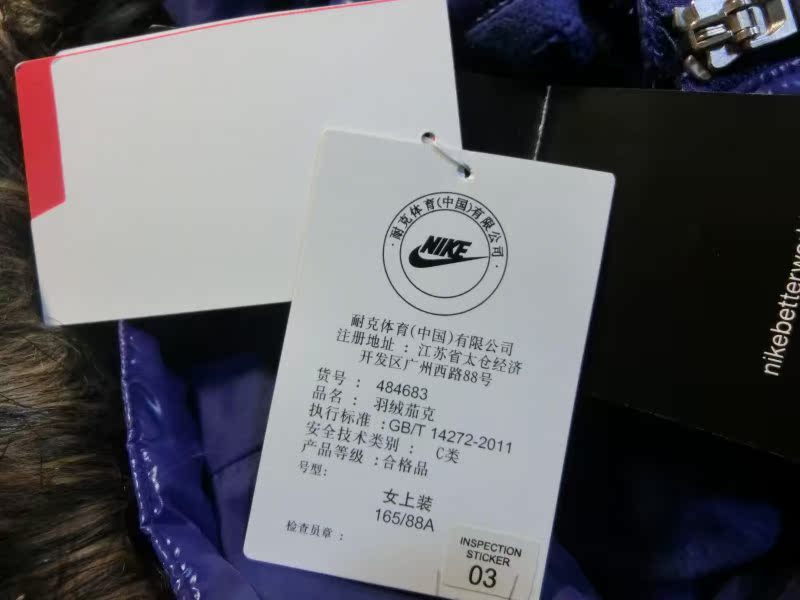 ·耐克体育(中国)有限公司·
NIKE
耐克体育(中国)有限公司
注册地址：江苏省太仓经济
开发区广州西路88号
货号： 484683
品名： 羽绒茄克
执行标准：GB/T 14272-2011
安全技术类别： C类
产品等级：合格品
号型：
女上装
165/88A
检查员章：
INSPECTION
STICKER
03
nikebetterwo